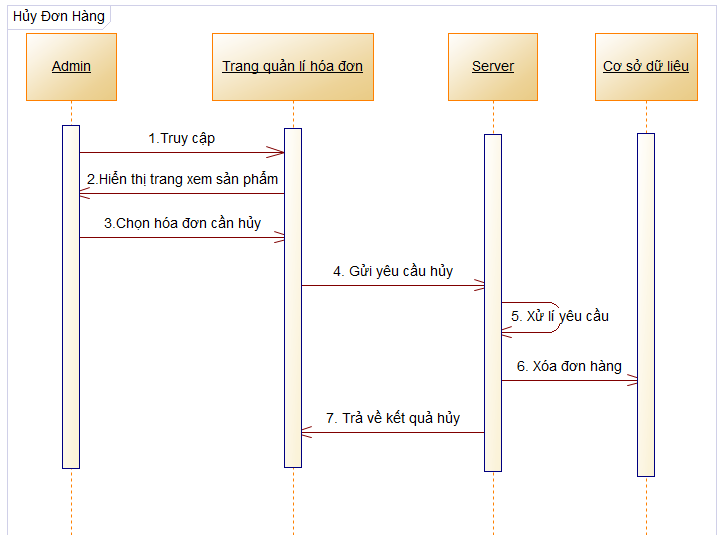 Hủy Đơn Hàng
Admin
Trang quản lí hóa đơn
Server
Cơ sở dữ liêu
1.Truy cập
2.Hiển thị trang xem sản phẩm
3.Chọn hóa đơn cần hủy
4. Gửi yêu cầu hủy
5. Xử lí yêu cầu
6. Xóa đơn hàng
7. Trả về kết quả hủy